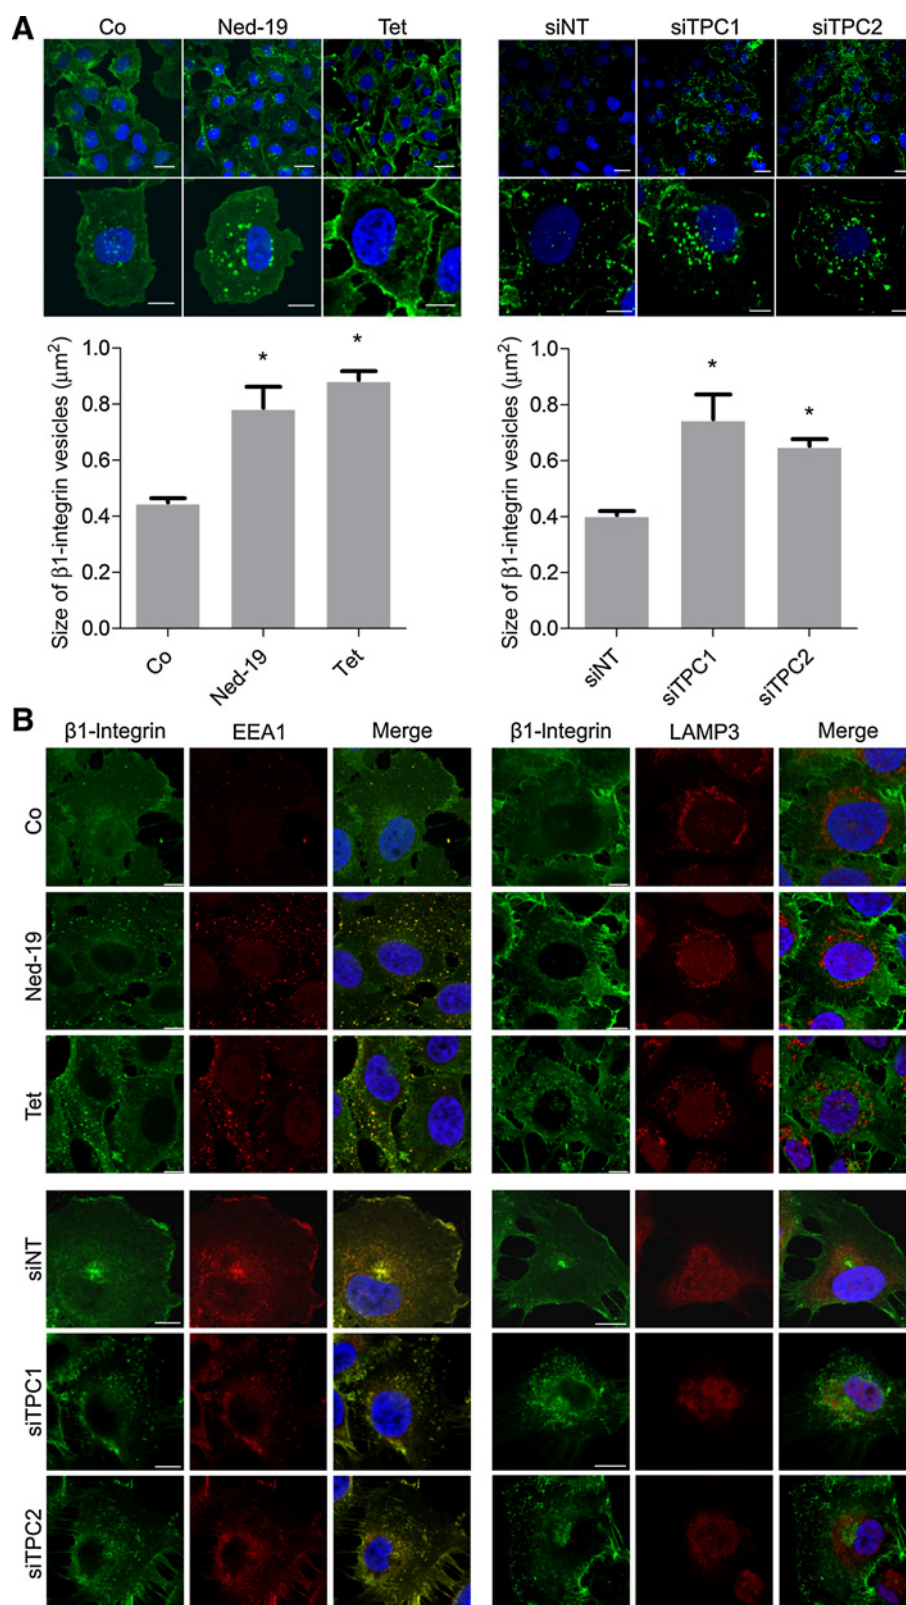 A
Co Ned-19 Tet siNT siTPC1 siTPC2
Size of β1-integrin vesicles (μm²)
1.0
0.8
0.6
0.4
0.2
0.0
* *
Co Ned-19 Tet
Size of β1-integrin vesicles (μm²)
1.0
0.8
0.6
0.4
0.2
0.0
* *
siNT siTPC1 siTPC2
B
β1-Integrin EEA1 Merge β1-Integrin LAMP3 Merge
Co
Ned-19
Tet
siNT
siTPC1
siTPC2